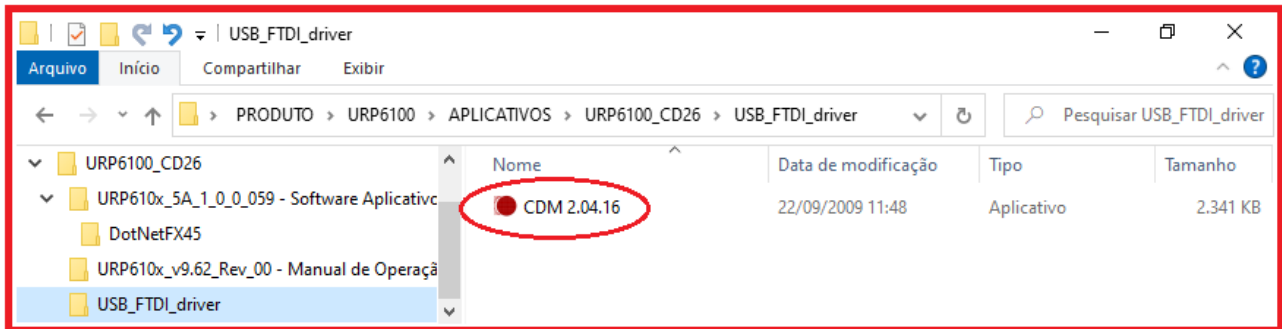 USB_FTDI_driver
Arquivo Início Compartilhar Exibir
PRODUTO > URP6100 > APLICATIVOS > URP6100_CD26 > USB_FTDI_driver Pesquisar USB_FTDI_driver
URP6100_CD26
URP610x_5A_1_0_0_059 - Software Aplicativo
DotNetFX45
URP610x_v9.62_Rev_00 - Manual de Operaçã
USB_FTDI_driver
Nome Data de modificação Tipo Tamanho
CDM 2.04.16 22/09/2009 11:48 Aplicativo 2.341 KB